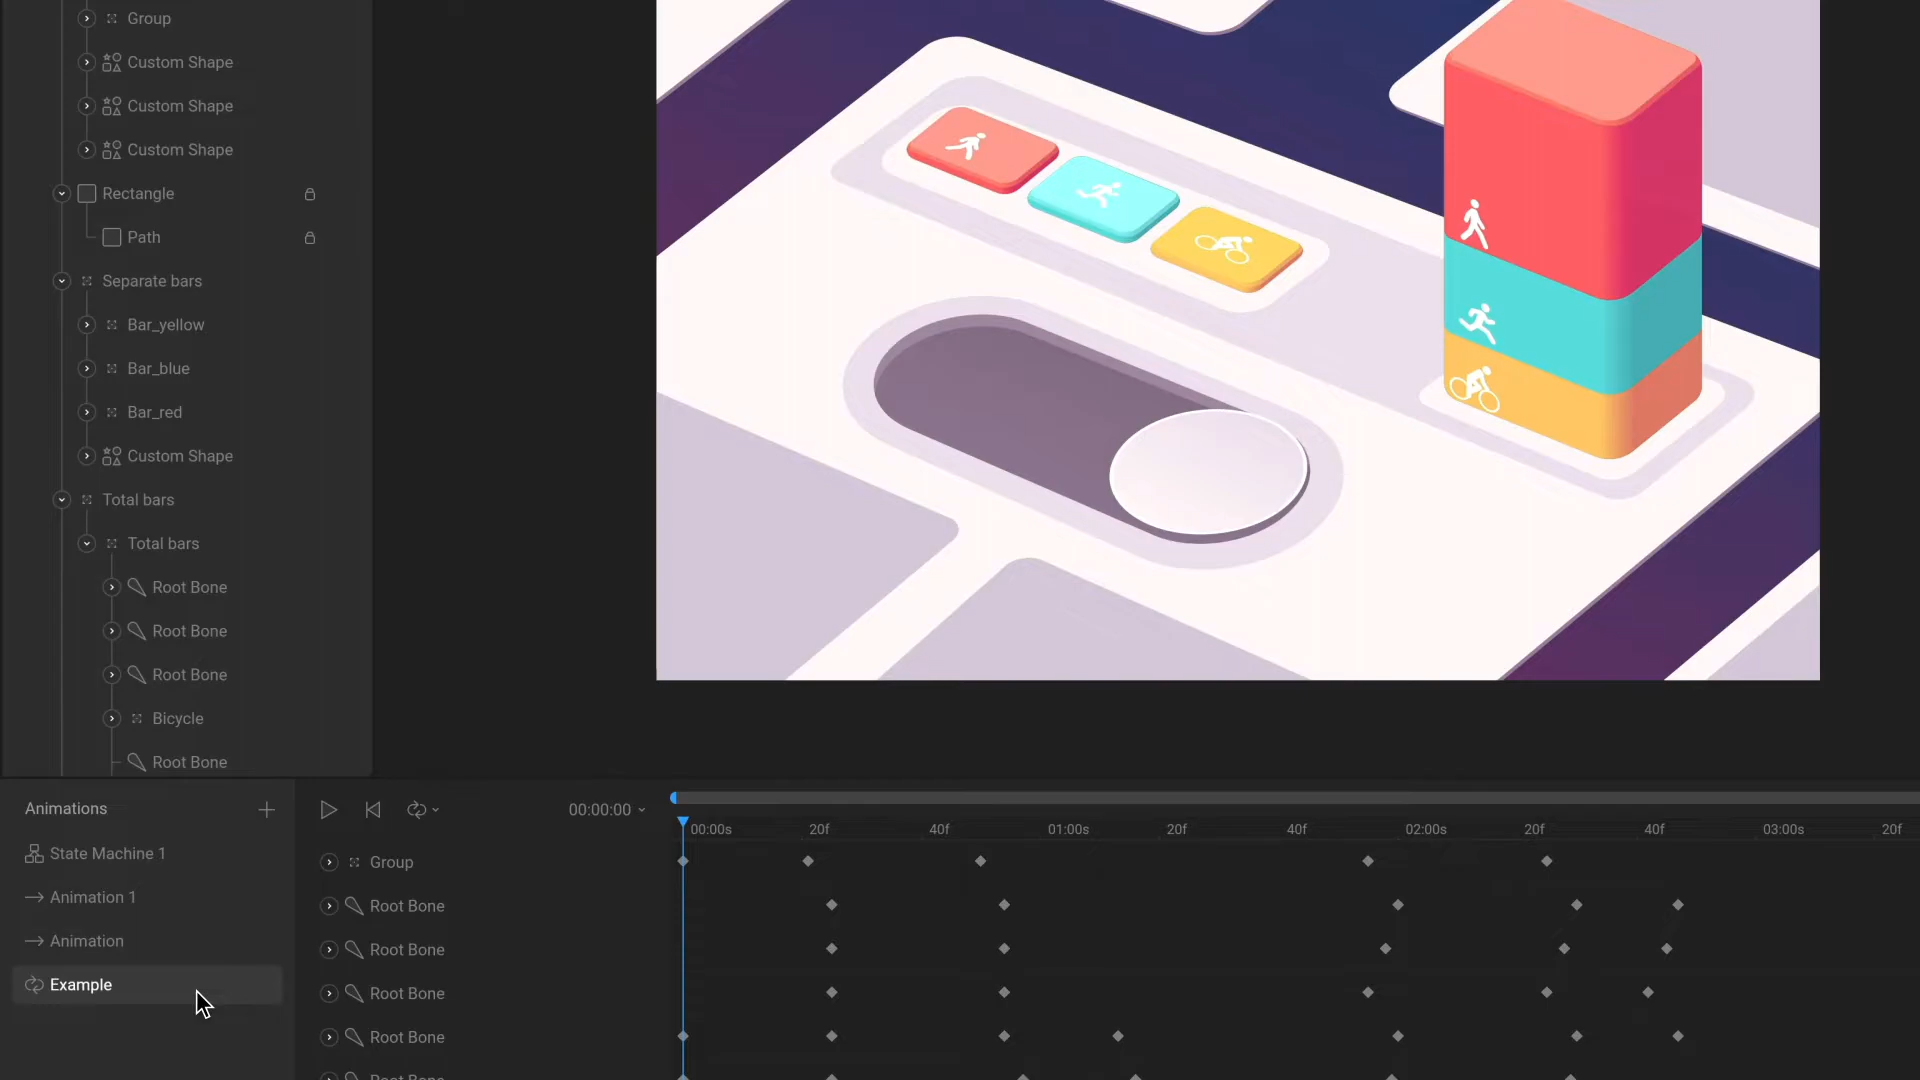 Group
Custom Shape
Custom Shape
Custom Shape
Rectangle
Path
Separate bars
Bar_yellow
Bar_blue
Bar_red
Custom Shape
Total bars
Total bars
Root Bone
Root Bone
Root Bone
Bicycle
Root Bone
Animations
00:00:00
00:00s 20f 40f 01:00s 20f 40f 02:00s 20f 40f 03:00s 20f
State Machine 1
Animation 1
Animation
Example
Group
Root Bone
Root Bone
Root Bone
Root Bone
Root Bone